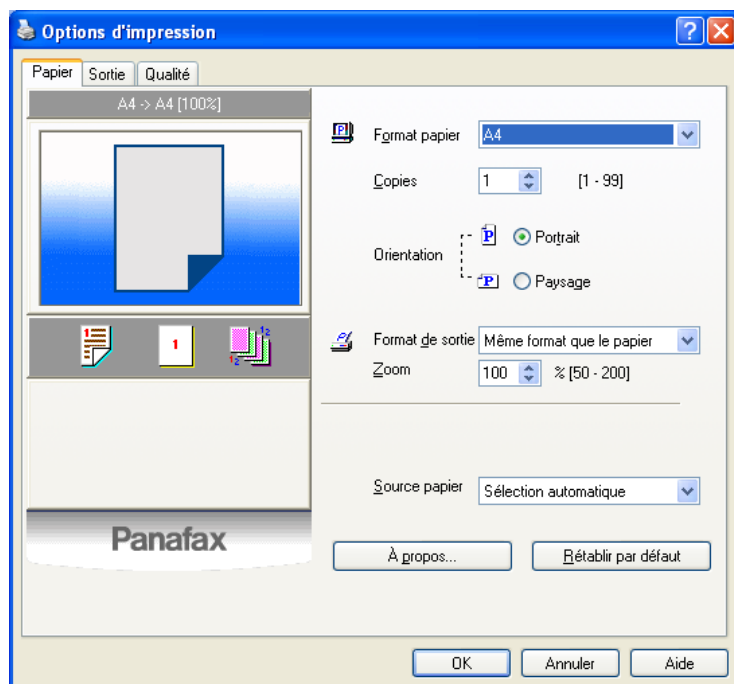 Options d'impression
Papier Sortie Qualité
A4 -> A4 [100%]
Format papier A4
Copies 1 [1 - 99]
Orientation
Portrait
Paysage
Format de sortie Même format que le papier
Zoom 100 % [50 - 200]
Source papier Sélection automatique
Panafax
À propos... Rétablir par défaut
OK Annuler Aide